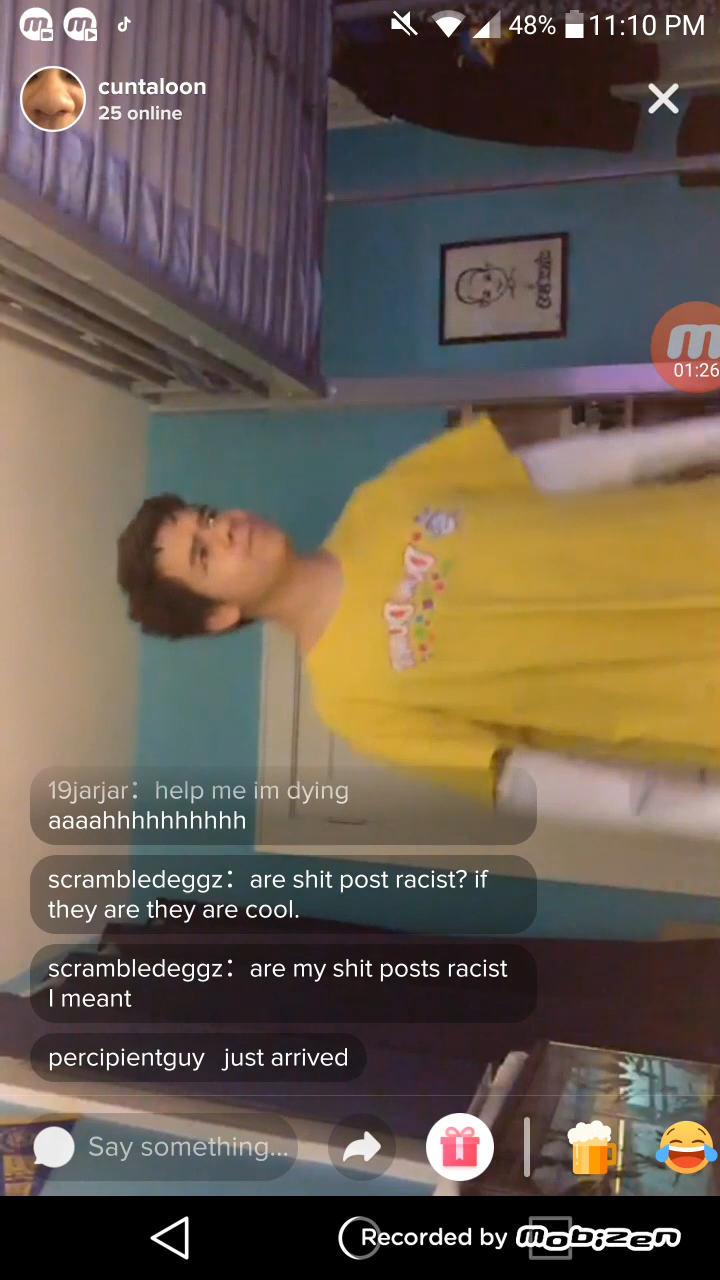 48% 11:10 PM
cuntaloon
25 online
01:26
19jarjar: help me im dying
aaaahhhhhhhhhhh
scrambledeggz: are shit post racist? if
they are they are cool.
scrambledeggz: are my shit posts racist
I meant
percipientguy just arrived
Say something...
Recorded by mobizen